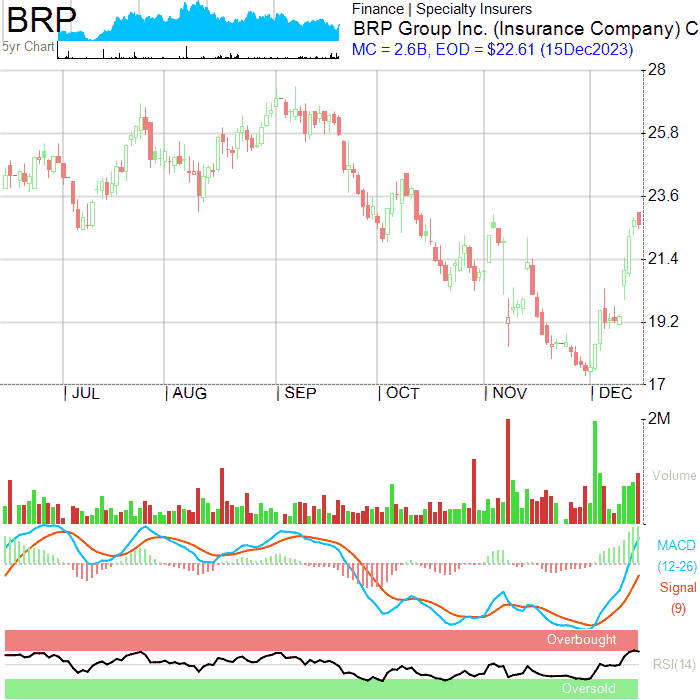 BRP
5yr Chart
Finance | Specialty Insurers
BRP Group Inc. (Insurance Company) C
MC = 2.6B, EOD = $22.61 (15Dec2023)
28
25.8
23.6
21.4
19.2
17
| JUL | AUG | SEP | OCT | NOV | DEC
2M
Volume
MACD
(12-26)
Signal
(9)
Overbought
RSI(14)
Oversold